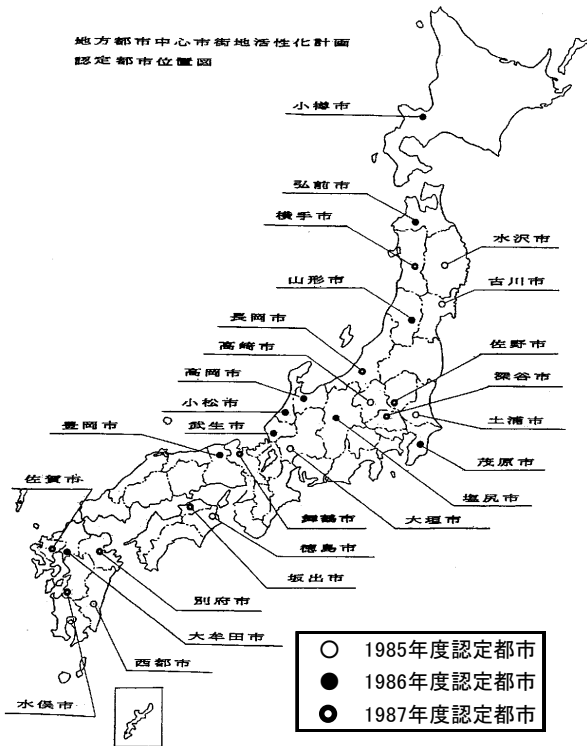 地方都市中心市街地活性化計画
認定都市位置図
小樽市
弘前市
横手市
水沢市
山形市
古川市
長岡市
高崎市
佐野市
高岡市
深谷市
小松市
土浦市
豊岡市
武生市
茂原市
佐賀市
塩尻市
舞鶴市
大垣市
徳島市
坂出市
別府市
大牟田市
西都市
水俣市
1985年度認定都市
1986年度認定都市
1987年度認定都市